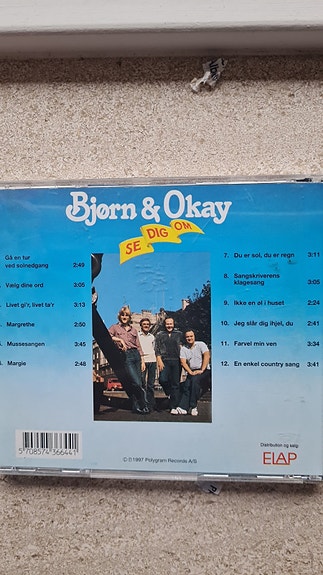 Bjørn & Okay
SE DIG OM
Gå en tur
ved solnedgang 2:49
Vælg dine ord 3:05
Livet gi'r, livet ta'r 3:13
Margrethe 2:50
Mussesangen 2:45
Margie 2:48
7. Du er sol, du er regn 3:11
8. Sangskriverens
klagesang 3:05
9. Ikke en øl i huset 2:24
10. Jeg slår dig ihjel, du 2:41
11. Farvel min ven 3:34
12. En enkel country sang 3:41
5708574366441
℗ © 1997 Polygram Records A/S
Distribution og salg:
ELAP